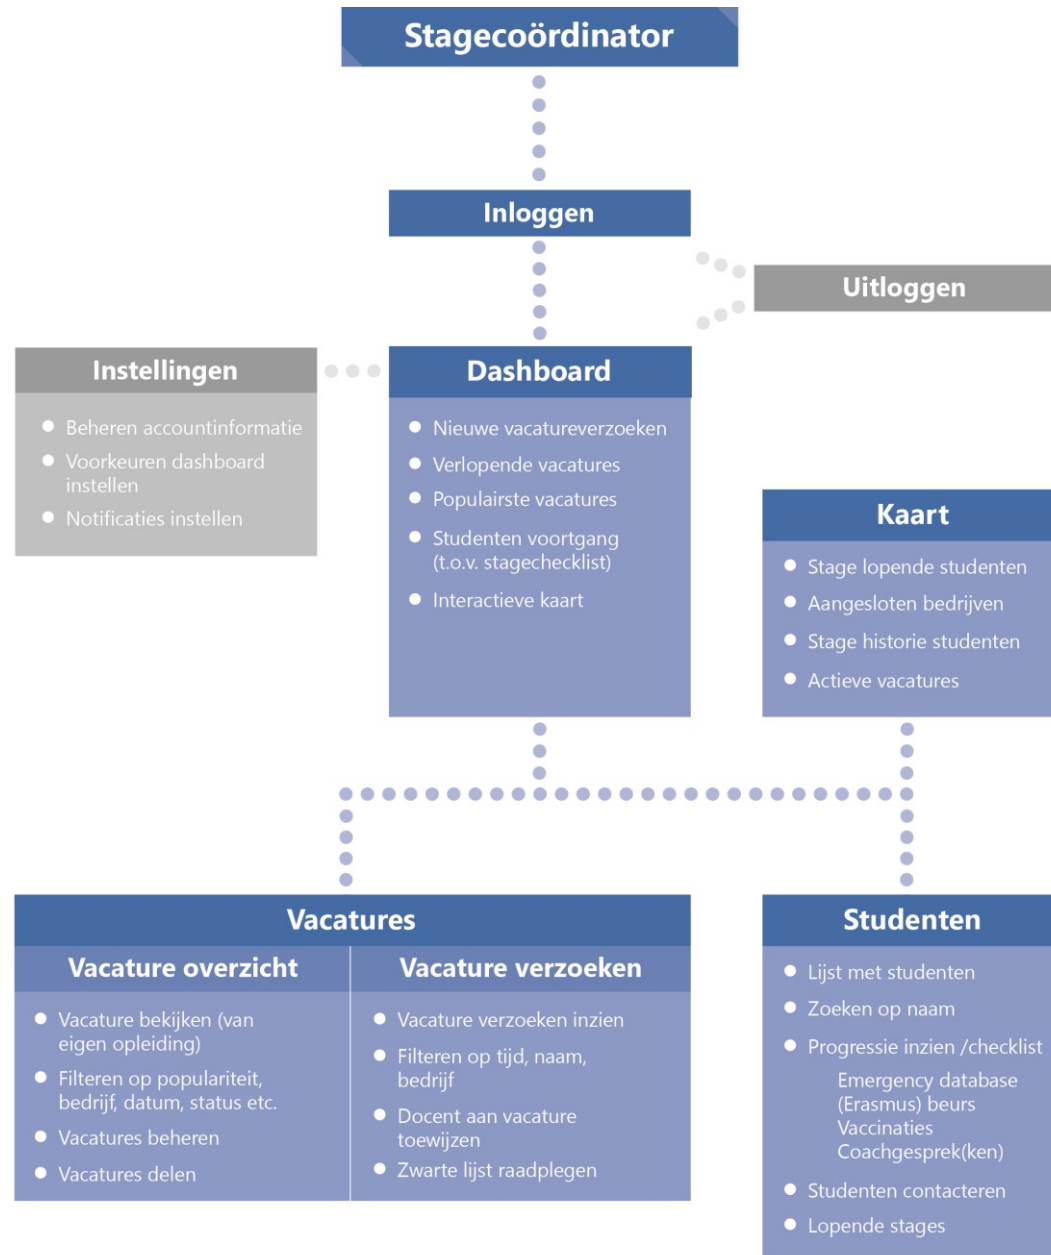 Stagecoördinator
Inloggen
Uitloggen
Instellingen
Beheren accountinformatie
Voorkeuren dashboard
instellen
Notificaties instellen
Dashboard
Nieuwe vacatureverzoeken
Verlopende vacatures
Populairste vacatures
Studenten voortgang
(t.o.v. stagechecklist)
Interactieve kaart
Kaart
Stage lopende studenten
Aangesloten bedrijven
Stage historie studenten
Actieve vacatures
Vacatures
Vacature overzicht
Vacature bekijken (van
eigen opleiding)
Filteren op populariteit,
bedrijf, datum, status etc.
Vacatures beheren
Vacatures delen
Vacature verzoeken
Vacature verzoeken inzien
Filteren op tijd, naam,
bedrijf
Docent aan vacature
toewijzen
Zwarte lijst raadplegen
Studenten
Lijst met studenten
Zoeken op naam
Progressie inzien /checklist
Emergency database
(Erasmus) beurs
Vaccinaties
Coachgesprek(ken)
Studenten contacteren
Lopende stages